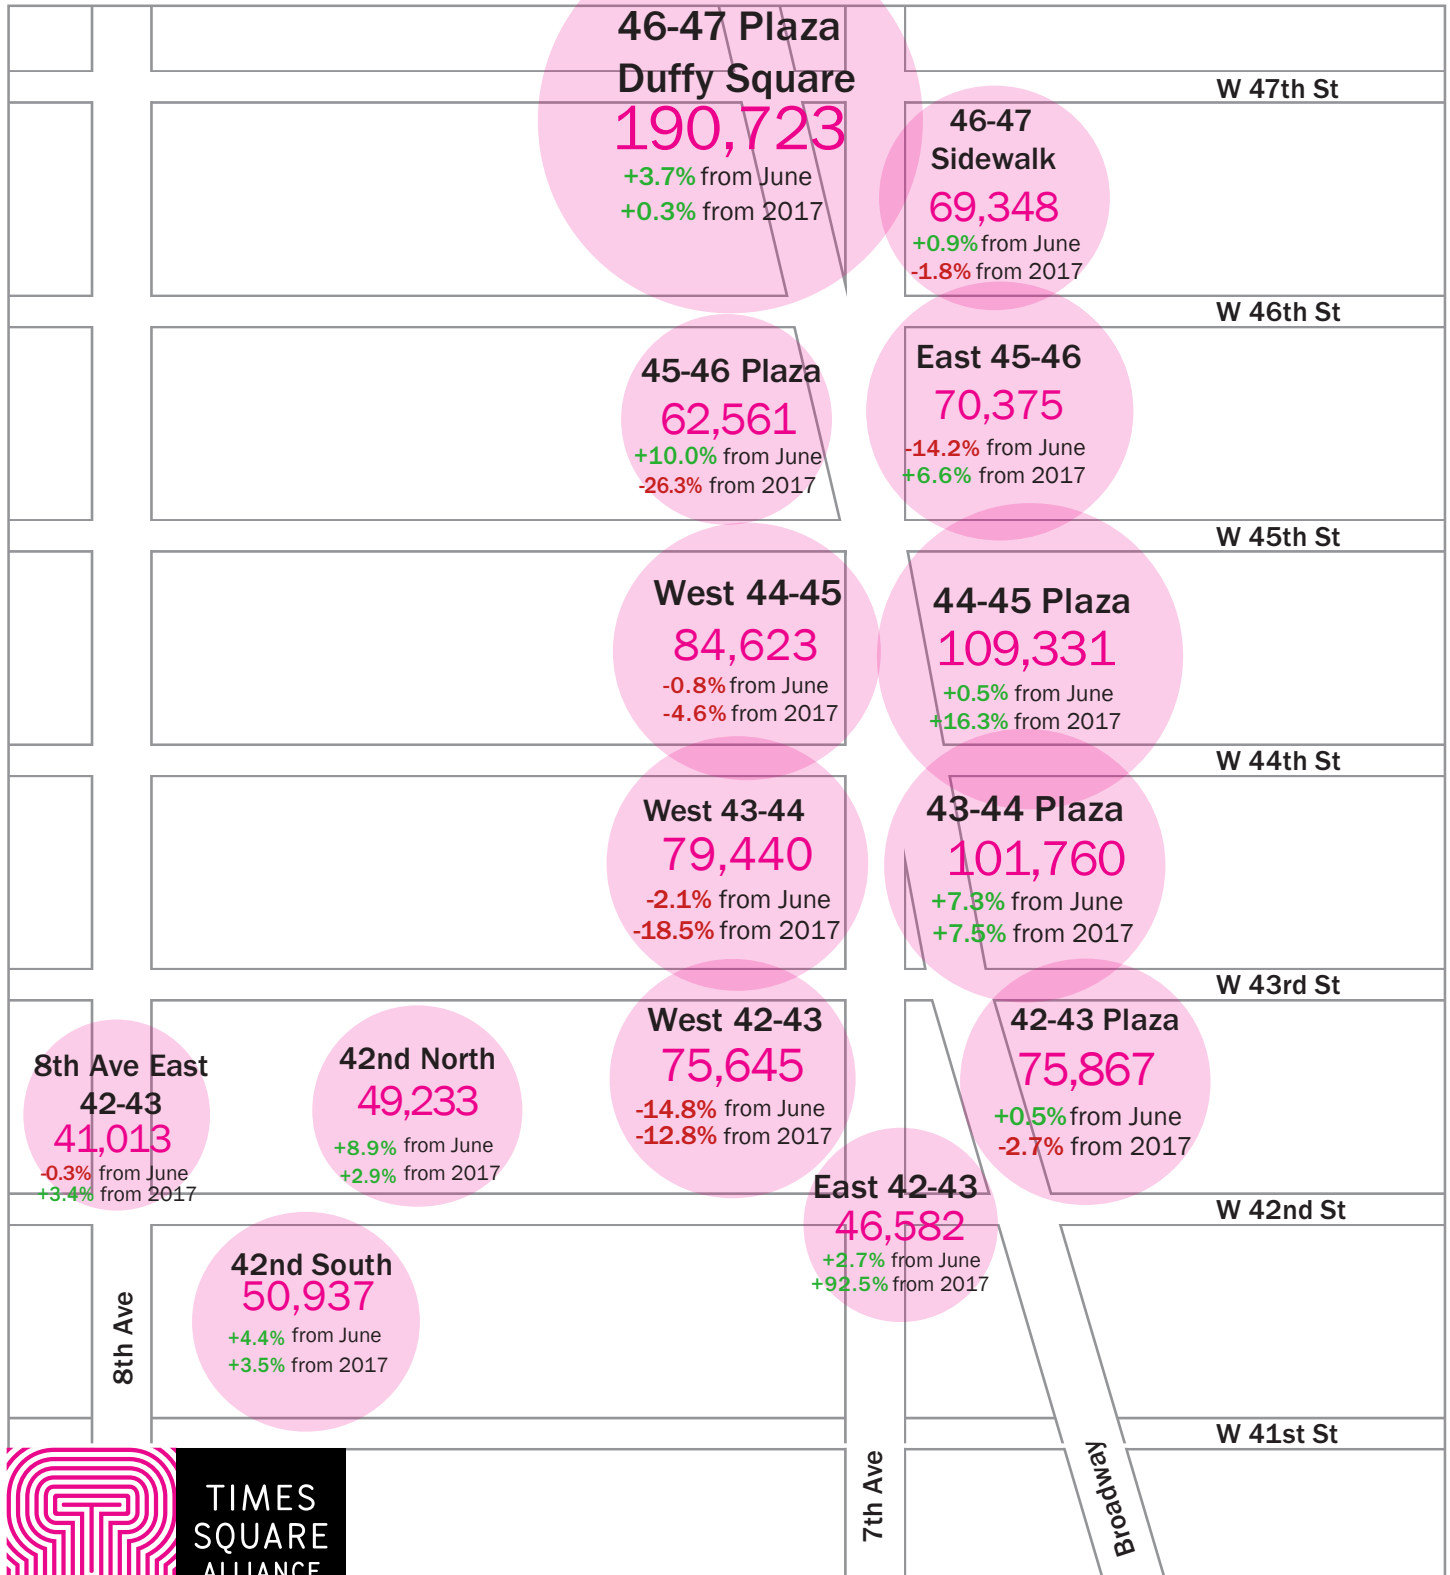 46-47 Plaza
Duffy Square
190,723
+3.7% from June
+0.3% from 2017
W 47th St
46-47
Sidewalk
69,348
+0.9% from June
-1.8% from 2017
W 46th St
45-46 Plaza
62,561
+10.0% from June
-26.3% from 2017
East 45-46
70,375
-14.2% from June
+6.6% from 2017
W 45th St
West 44-45
84,623
-0.8% from June
-4.6% from 2017
44-45 Plaza
109,331
+0.5% from June
+16.3% from 2017
W 44th St
West 43-44
79,440
-2.1% from June
-18.5% from 2017
43-44 Plaza
101,760
+7.3% from June
+7.5% from 2017
W 43rd St
8th Ave East
42-43
41,013
-0.3% from June
+3.4% from 2017
42nd North
49,233
+8.9% from June
+2.9% from 2017
West 42-43
75,645
-14.8% from June
-12.8% from 2017
42-43 Plaza
75,867
+0.5% from June
-2.7% from 2017
East 42-43
46,582
+2.7% from June
+92.5% from 2017
W 42nd St
42nd South
50,937
+4.4% from June
+3.5% from 2017
8th Ave
W 41st St
7th Ave
Broadway
TIMES
SQUARE
ALLIANCE